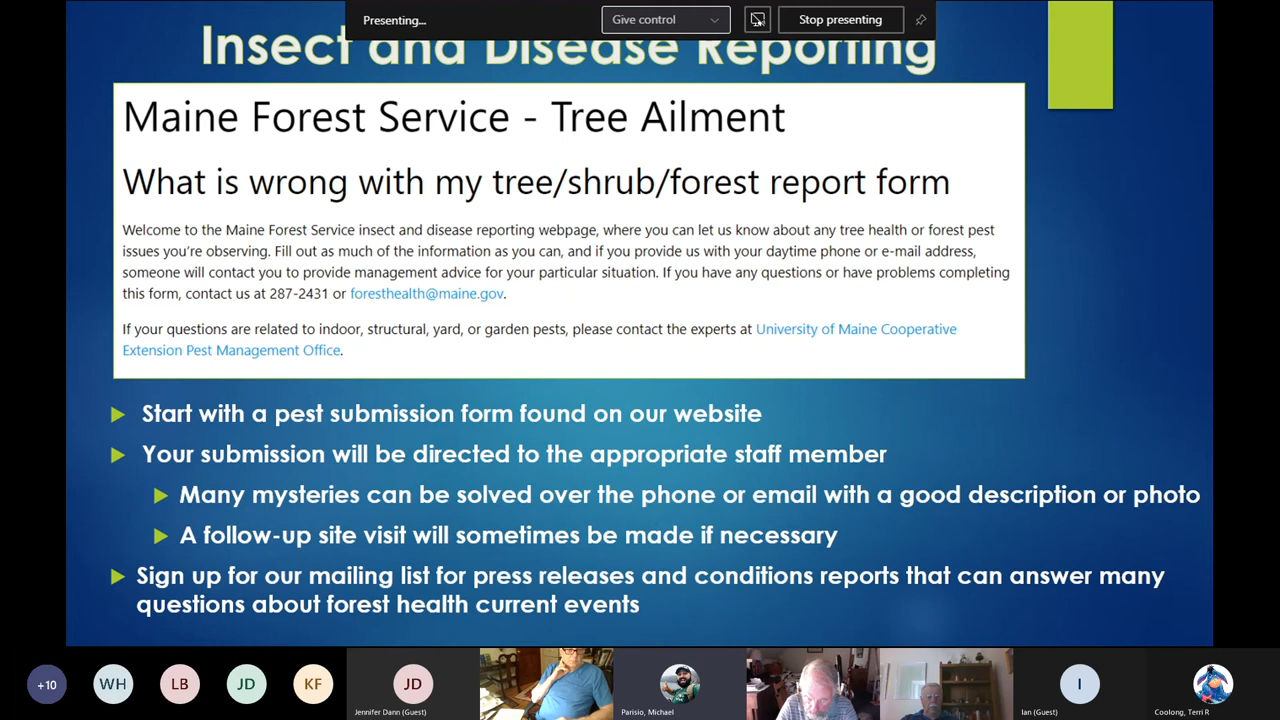 Presenting...
Give control
Stop presenting
Insect and Disease Reporting
Maine Forest Service - Tree Ailment
What is wrong with my tree/shrub/forest report form
Welcome to the Maine Forest Service insect and disease reporting webpage, where you can let us know about any tree health or forest pest
issues you're observing. Fill out as much of the information as you can, and if you provide us with your daytime phone or e-mail address,
someone will contact you to provide management advice for your particular situation. If you have any questions or have problems completing
this form, contact us at 287-2431 or foresthealth@maine.gov.
If your questions are related to indoor, structural, yard, or garden pests, please contact the experts at University of Maine Cooperative
Extension Pest Management Office.
Start with a pest submission form found on our website
Your submission will be directed to the appropriate staff member
Many mysteries can be solved over the phone or email with a good description or photo
A follow-up site visit will sometimes be made if necessary
Sign up for our mailing list for press releases and conditions reports that can answer many
questions about forest health current events
+10
WH
LB
JD
KF
JD
I
Jennifer Dann (Guest)
Parisio, Michael
Ian (Guest)
Coolong, Terri R